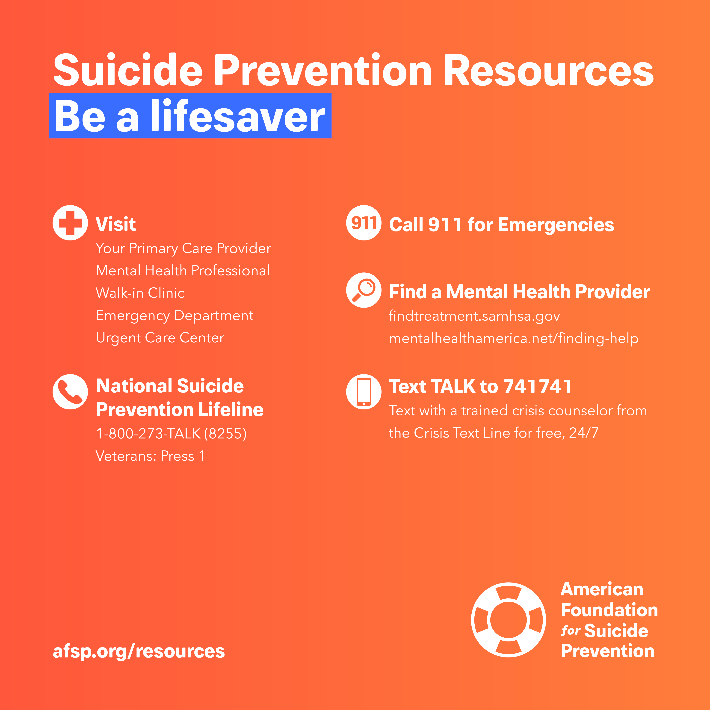 Suicide Prevention Resources
Be a lifesaver
Visit
Your Primary Care Provider
Mental Health Professional
Walk-in Clinic
Emergency Department
Urgent Care Center
National Suicide
Prevention Lifeline
1-800-273-TALK (8255)
Veterans: Press 1
911 Call 911 for Emergencies
Find a Mental Health Provider
findtreatment.samhsa.gov
mentalhealthamerica.net/finding-help
Text TALK to 741741
Text with a trained crisis counselor from
the Crisis Text Line for free, 24/7
afsp.org/resources
American
Foundation
for Suicide
Prevention